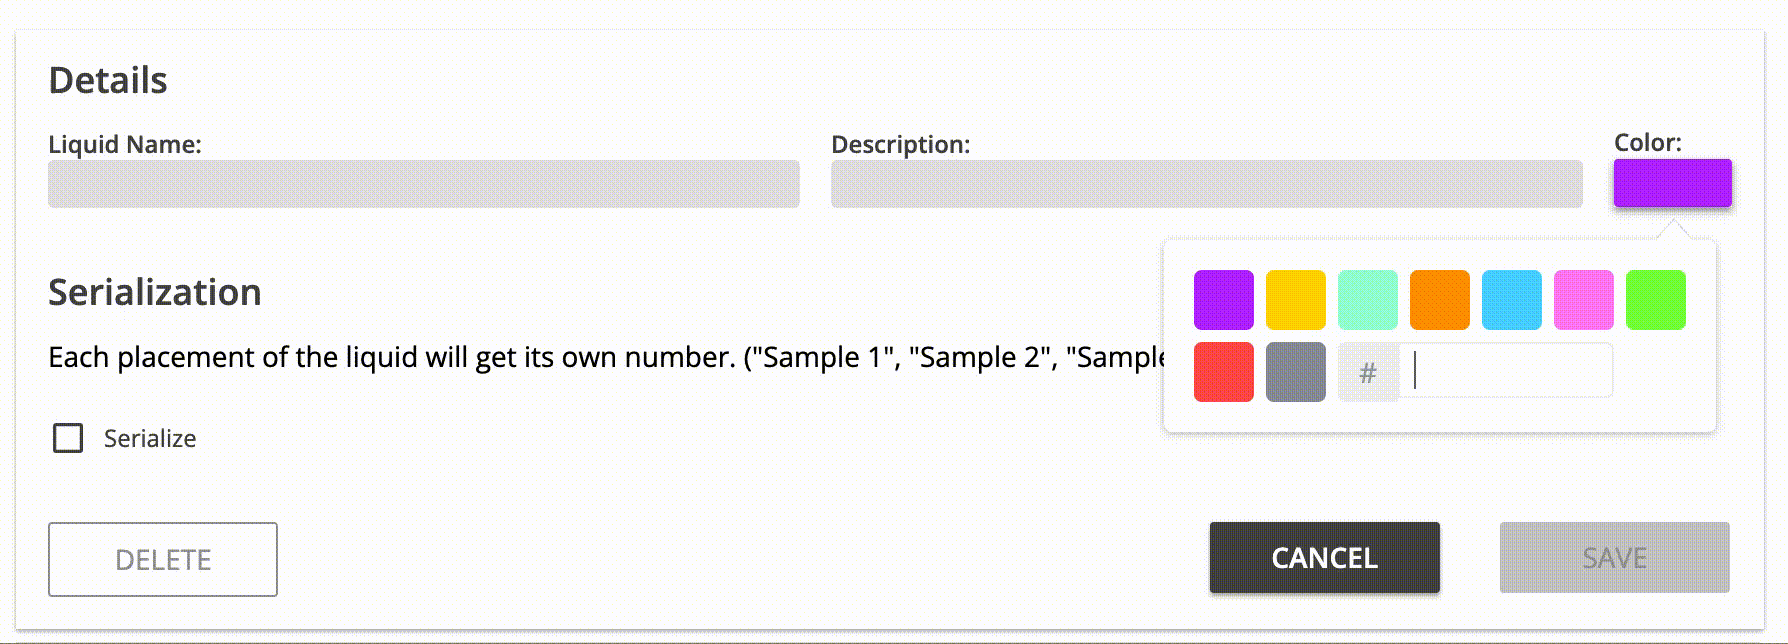 Details
Liquid Name:
Description:
Color:
Serialization
Each placement of the liquid will get its own number. ("Sample 1", "Sample 2", "Sample
#
Serialize
DELETE
CANCEL
SAVE